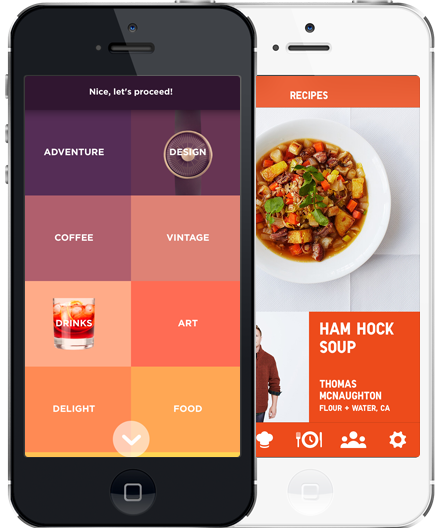 Nice, let's proceed!
ADVENTURE
DESIGN
COFFEE
VINTAGE
DRINKS
ART
DELIGHT
FOOD
RECIPES
HAM HOCK
SOUP
THOMAS
MCNAUGHTON
FLOUR + WATER, CA